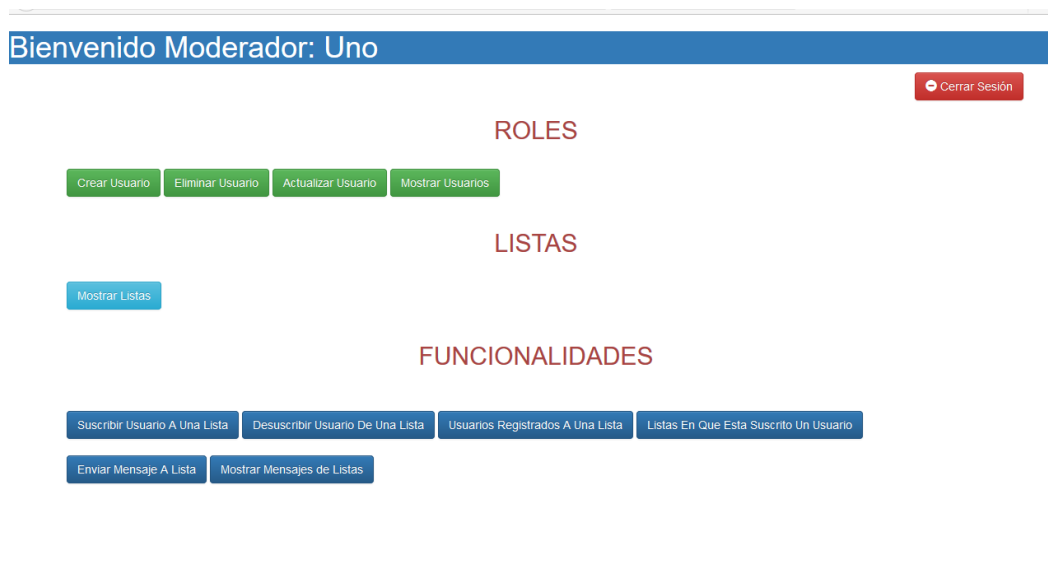 Bienvenido Moderador: Uno
Cerrar Sesión
ROLES
Crear Usuario Eliminar Usuario Actualizar Usuario Mostrar Usuarios
LISTAS
Mostrar Listas
FUNCIONALIDADES
Suscribir Usuario A Una Lista Desuscribir Usuario De Una Lista Usuarios Registrados A Una Lista Listas En Que Esta Suscrito Un Usuario
Enviar Mensaje A Lista Mostrar Mensajes de Listas